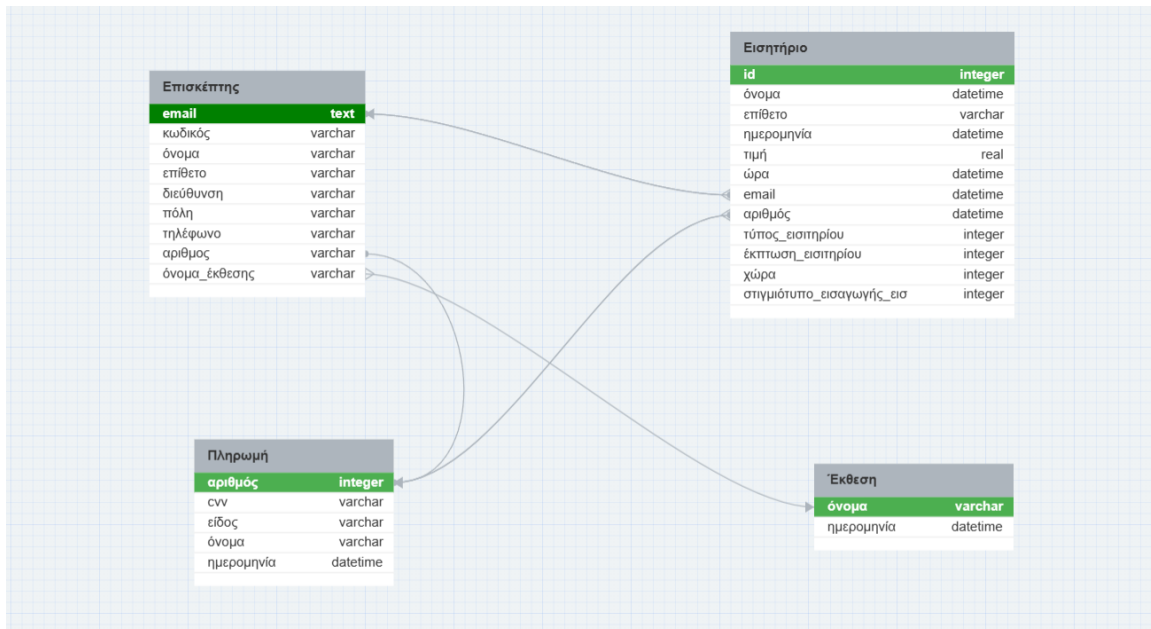 Επισκέπτης
email text
κωδικός varchar
όνομα varchar
επίθετο varchar
διεύθυνση varchar
πόλη varchar
τηλέφωνο varchar
αριθμος varchar
όνομα_έκθεσης varchar
Εισητήριο
id integer
όνομα datetime
επίθετο varchar
ημερομηνία datetime
τιμή real
ώρα datetime
email datetime
αριθμός datetime
τύπος_εισιτηρίου integer
έκπτωση_εισιτηρίου integer
χώρα integer
στιγμιότυπο_εισαγωγής_εισ integer
Πληρωμή
αριθμός integer
cvv varchar
είδος varchar
όνομα varchar
ημερομηνία datetime
Έκθεση
όνομα varchar
ημερομηνία datetime